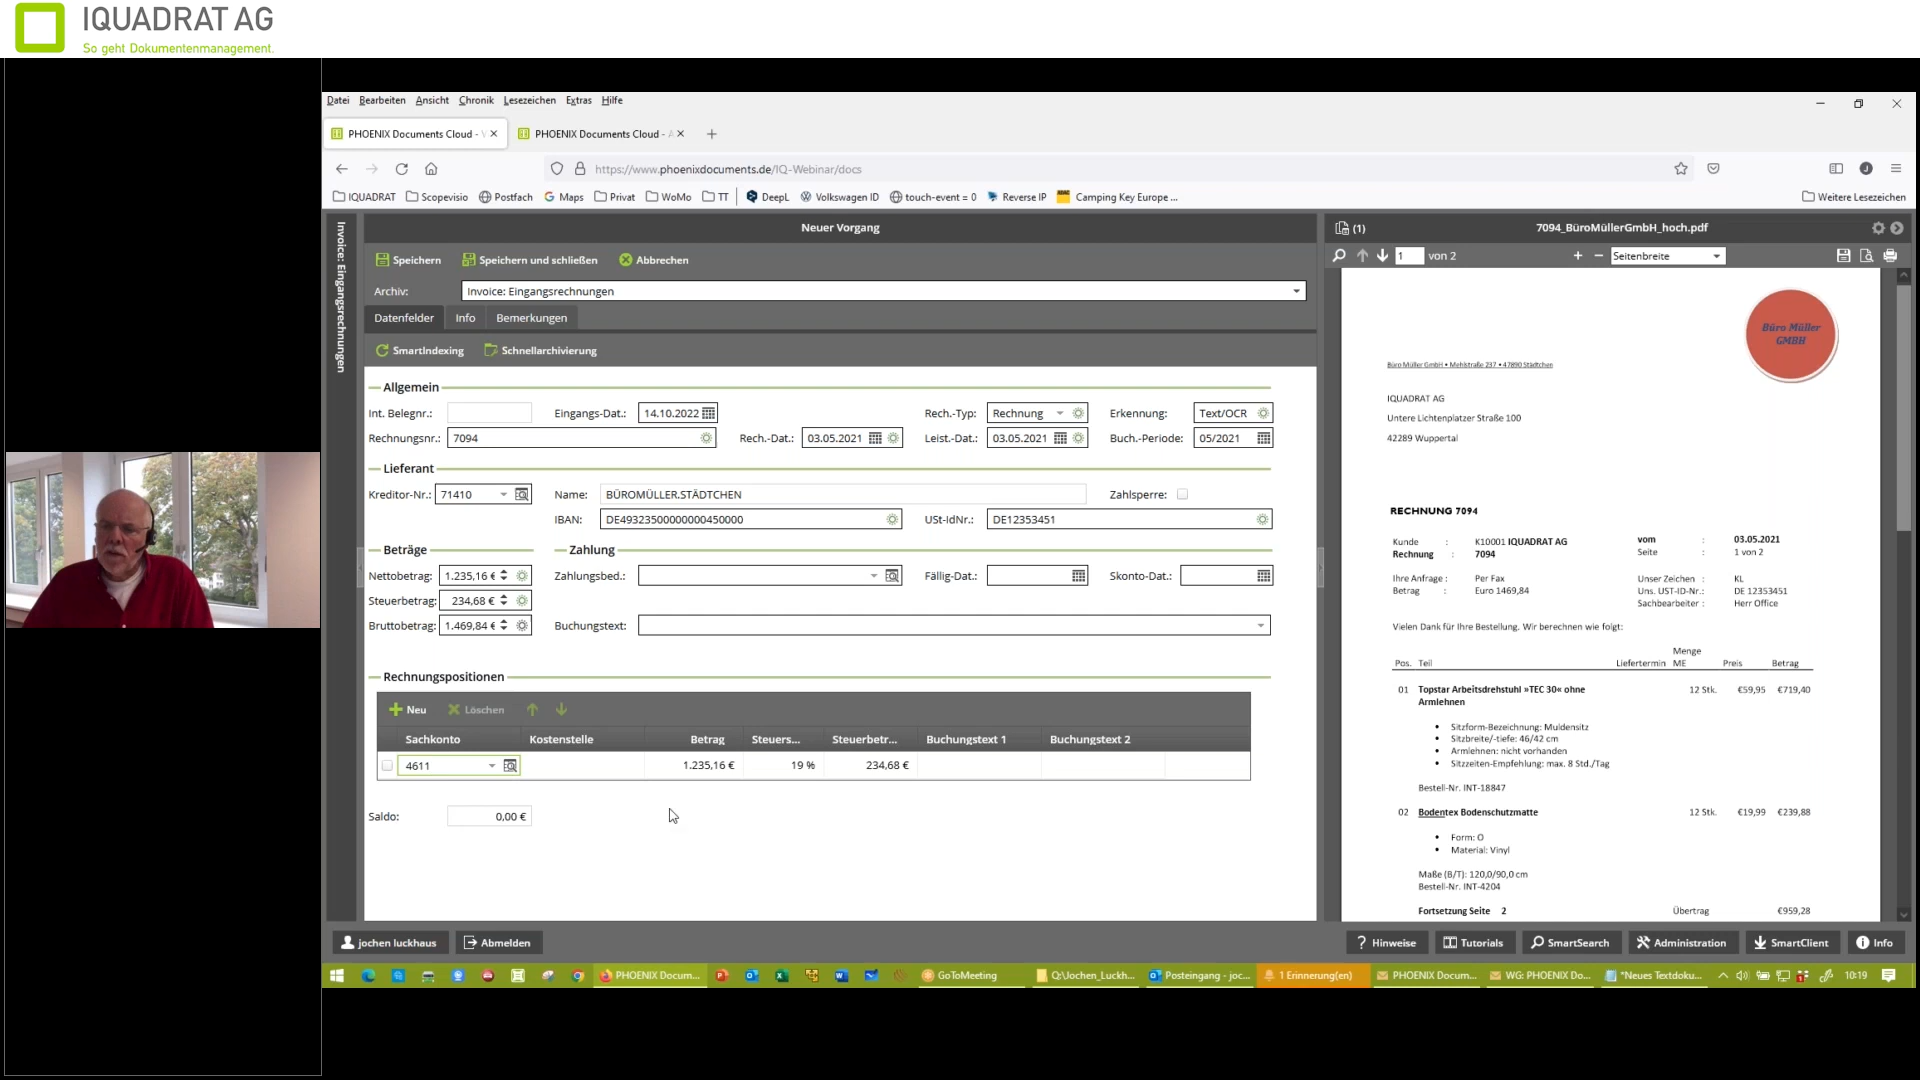 IQUADRAT AG
So geht Dokumentenmanagement.
Datei Bearbeiten Ansicht Chronik Lesezeichen Extras Hilfe
PHOENIX Documents Cloud - PHOENIX Documents Cloud -
https://www.phoenixdocuments.de/IQ-Webinar/docs
IQUADRAT Scopevisio Postfach Maps Privat WoMo TT DeepL Volkswagen ID touch-event = 0 Reverse IP Camping Key Europe ... Weitere Lesezeichen
Invoice: Eingangsrechnungen
Neuer Vorgang
Speichern Speichern und schließen Abbrechen
Archiv: Invoice: Eingangsrechnungen
Datenfelder Info Bemerkungen
SmartIndexing Schnellarchivierung
Allgemein
Int. Belegnr.: Eingangs-Dat.: 14.10.2022 Rech.-Typ: Rechnung Erkennung: Text/OCR
Rechnungsnr.: 7094 Rech.-Dat.: 03.05.2021 Leist.-Dat.: 03.05.2021 Buch.-Periode: 05/2021
Lieferant
Kreditor-Nr.: 71410 Name: BÜROMÜLLER.STÄDTCHEN Zahlsperre:
IBAN: DE49323500000000450000 USt-IdNr.: DE12353451
Beträge Zahlung
Nettobetrag: 1.235,16 € Zahlungsbed.: Fällig-Dat.: Skonto-Dat.:
Steuerbetrag: 234,68 €
Bruttobetrag: 1.469,84 € Buchungstext:
Rechnungspositionen
Neu Löschen
Sachkonto Kostenstelle Betrag Steuers... Steuerbetr... Buchungstext 1 Buchungstext 2
4611 1.235,16 € 19 % 234,68 €
Saldo: 0,00 €
(1) 7094_BüroMüllerGmbH_hoch.pdf
1 von 2 + − Seitenbreite
Büro Müller
GMBH
Büro Müller GmbH • Mehlstraße 237 • 47890 Städtchen
IQUADRAT AG
Untere Lichtenplatzer Straße 100
42289 Wuppertal
RECHNUNG 7094
Kunde : K10001 IQUADRAT AG vom : 03.05.2021
Rechnung : 7094 Seite : 1 von 2
Ihre Anfrage : Per Fax Unser Zeichen : KL
Betrag : Euro 1469,84 Uns. UST-ID-Nr.: DE 12353451
Sachbearbeiter : Herr Office
Vielen Dank für Ihre Bestellung. Wir berechnen wie folgt:
Menge
Pos. Teil Liefertermin ME Preis Betrag
01 Topstar Arbeitsdrehstuhl »TEC 30« ohne 12 Stk. €59,95 €719,40
Armlehnen
• Sitzform-Bezeichnung: Muldensitz
• Sitzbreite/-tiefe: 46/42 cm
• Armlehnen: nicht vorhanden
• Sitzzeiten-Empfehlung: max. 8 Std./Tag
Bestell-Nr. INT-18847
02 Bodentex Bodenschutzmatte 12 Stk. €19,99 €239,88
• Form: O
• Material: Vinyl
Maße (B/T): 120,0/90,0 cm
Bestell-Nr. INT-4204
Fortsetzung Seite 2 Übertrag €959,28
jochen luckhaus Abmelden Hinweise Tutorials SmartSearch Administration SmartClient Info
PHOENIX Docum... GoToMeeting Q:\Jochen_Luckh... Posteingang - joc... 1 Erinnerung(en) PHOENIX Docum... WG: PHOENIX Do... *Neues Textdoku... 10:19